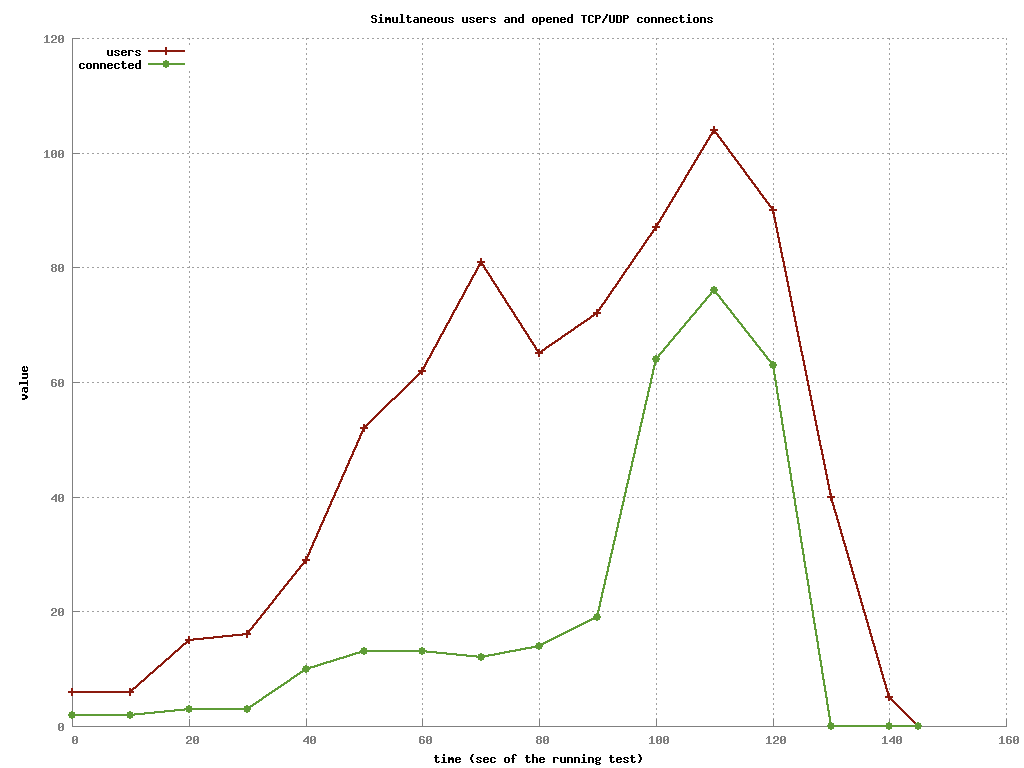 Simultaneous users and opened TCP/UDP connections
120
users
connected
100
80
60
value
40
20
0
0 20 40 60 80 100 120 140 160
time (sec of the running test)